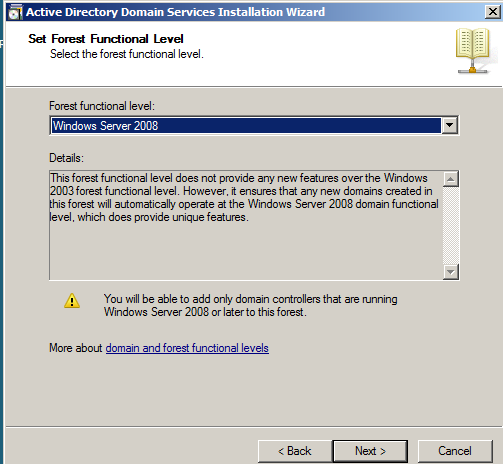 Active Directory Domain Services Installation Wizard
Set Forest Functional Level
Select the forest functional level.
Forest functional level:
Windows Server 2008
Details:
This forest functional level does not provide any new features over the Windows
2003 forest functional level. However, it ensures that any new domains created in
this forest will automatically operate at the Windows Server 2008 domain functional
level, which does provide unique features.
You will be able to add only domain controllers that are running
Windows Server 2008 or later to this forest.
More about domain and forest functional levels
< Back
Next >
Cancel